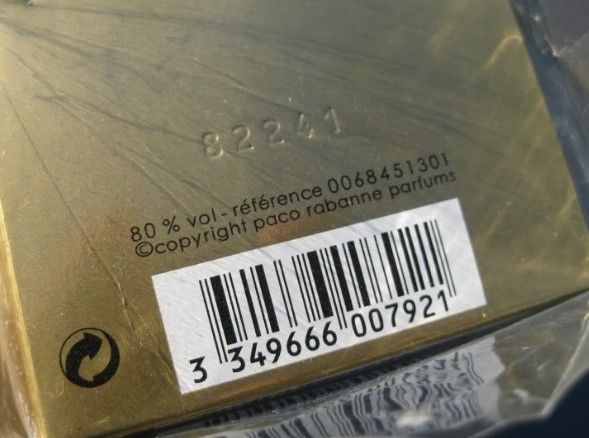 82241
80 % vol - référence 0068451301
©copyright paco rabanne parfums
3 349666 007921